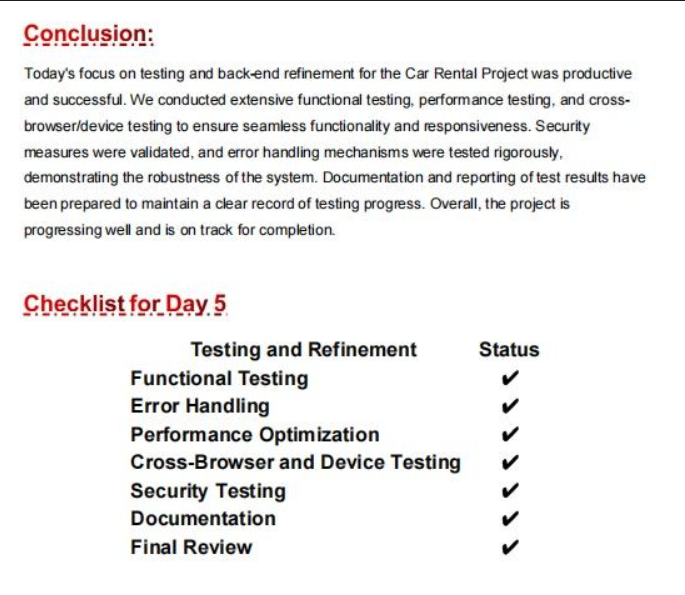 Conclusion:
Today's focus on testing and back-end refinement for the Car Rental Project was productive
and successful. We conducted extensive functional testing, performance testing, and cross-
browser/device testing to ensure seamless functionality and responsiveness. Security
measures were validated, and error handling mechanisms were tested rigorously,
demonstrating the robustness of the system. Documentation and reporting of test results have
been prepared to maintain a clear record of testing progress. Overall, the project is
progressing well and is on track for completion.
Checklist for Day 5
Testing and Refinement Status
Functional Testing ✔
Error Handling ✔
Performance Optimization ✔
Cross-Browser and Device Testing ✔
Security Testing ✔
Documentation ✔
Final Review ✔